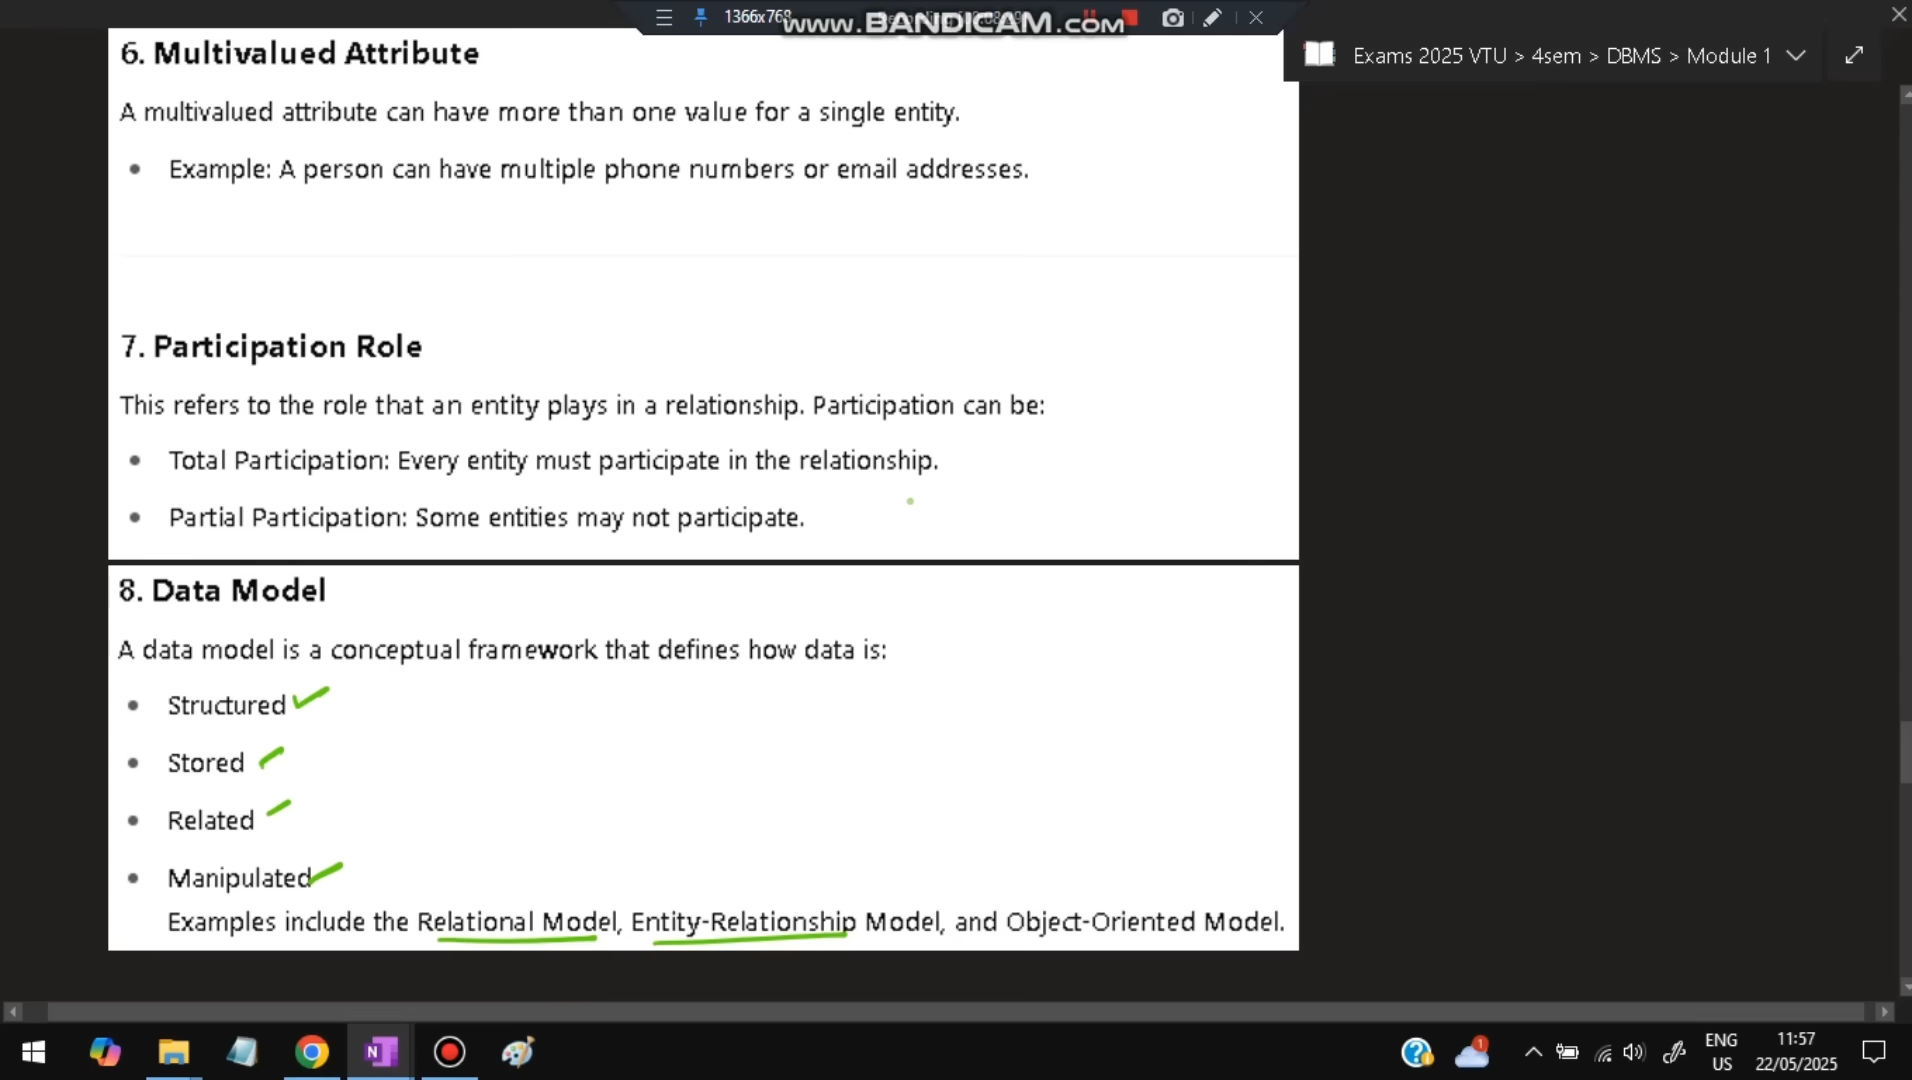 1366x768
www.BANDICAM.com
Exams 2025 VTU > 4sem > DBMS > Module 1
6. Multivalued Attribute
A multivalued attribute can have more than one value for a single entity.
• Example: A person can have multiple phone numbers or email addresses.
7. Participation Role
This refers to the role that an entity plays in a relationship. Participation can be:
• Total Participation: Every entity must participate in the relationship.
• Partial Participation: Some entities may not participate.
8. Data Model
A data model is a conceptual framework that defines how data is:
• Structured
• Stored
• Related
• Manipulated
Examples include the Relational Model, Entity-Relationship Model, and Object-Oriented Model.
N
1
ENG
US
11:57
22/05/2025